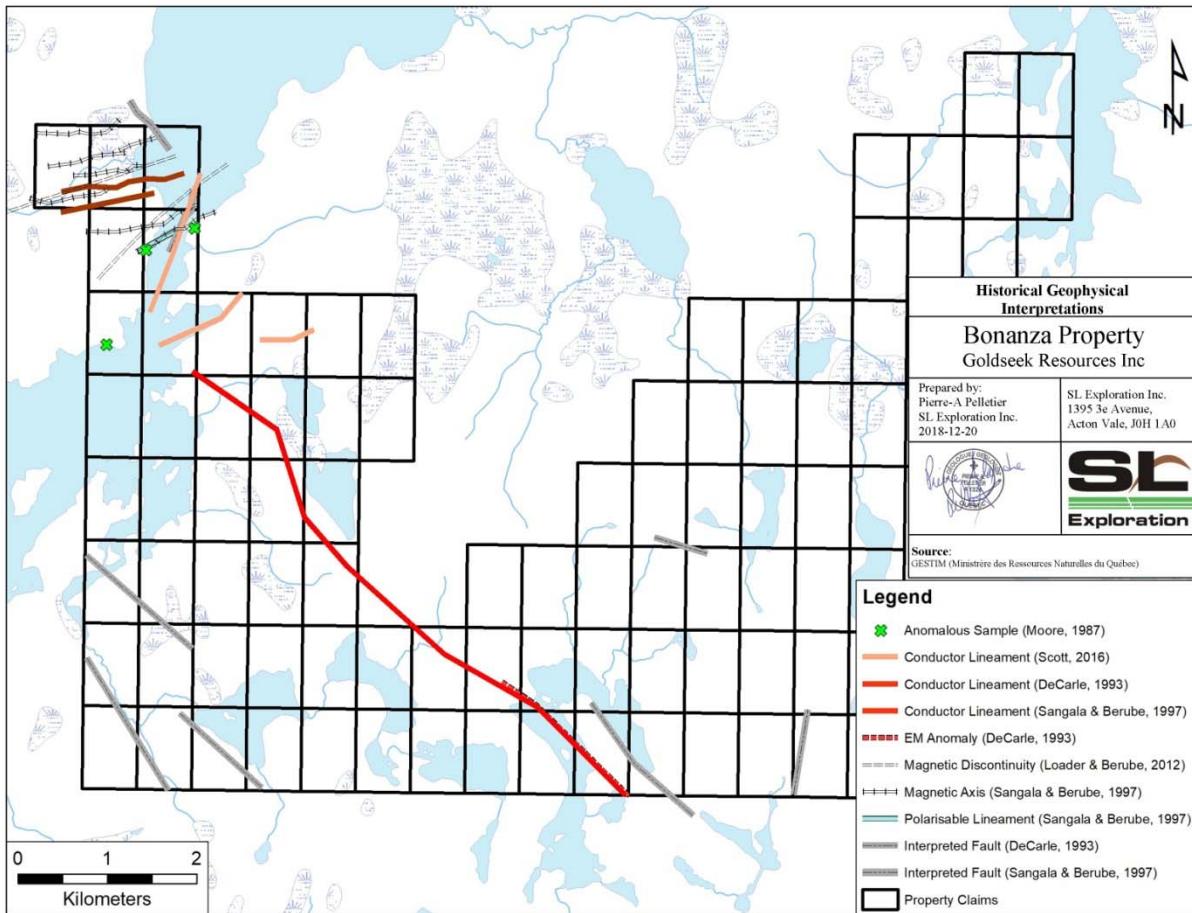 N
Historical Geophysical
Interpretations
Bonanza Property
Goldseek Resources Inc
Prepared by:
Pierre-A Pelletier
SL Exploration Inc.
2018-12-20
SL Exploration Inc.
1395 3e Avenue,
Acton Vale, J0H 1A0
SL
Exploration
Source:
GESTIM (Ministrère des Ressources Naturelles du Québec)
Legend
Anomalous Sample (Moore, 1987)
Conductor Lineament (Scott, 2016)
Conductor Lineament (DeCarle, 1993)
Conductor Lineament (Sangala & Berube, 1997)
EM Anomaly (DeCarle, 1993)
Magnetic Discontinuity (Loader & Berube, 2012)
Magnetic Axis (Sangala & Berube, 1997)
Polarisable Lineament (Sangala & Berube, 1997)
Interpreted Fault (DeCarle, 1993)
Interpreted Fault (Sangala & Berube, 1997)
Property Claims
0 1 2
Kilometers